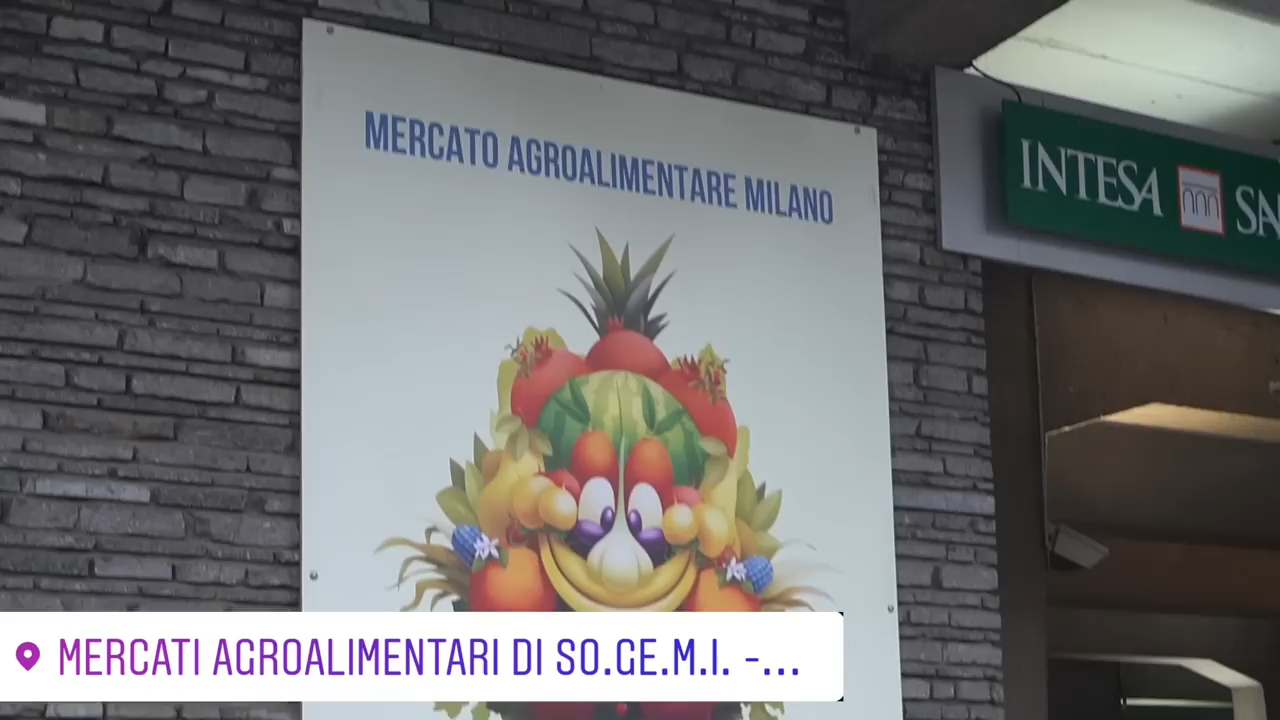 MERCATO AGROALIMENTARE MILANO
INTESA SA
MERCATI AGROALIMENTARI DI SO.GE.M.I. -...